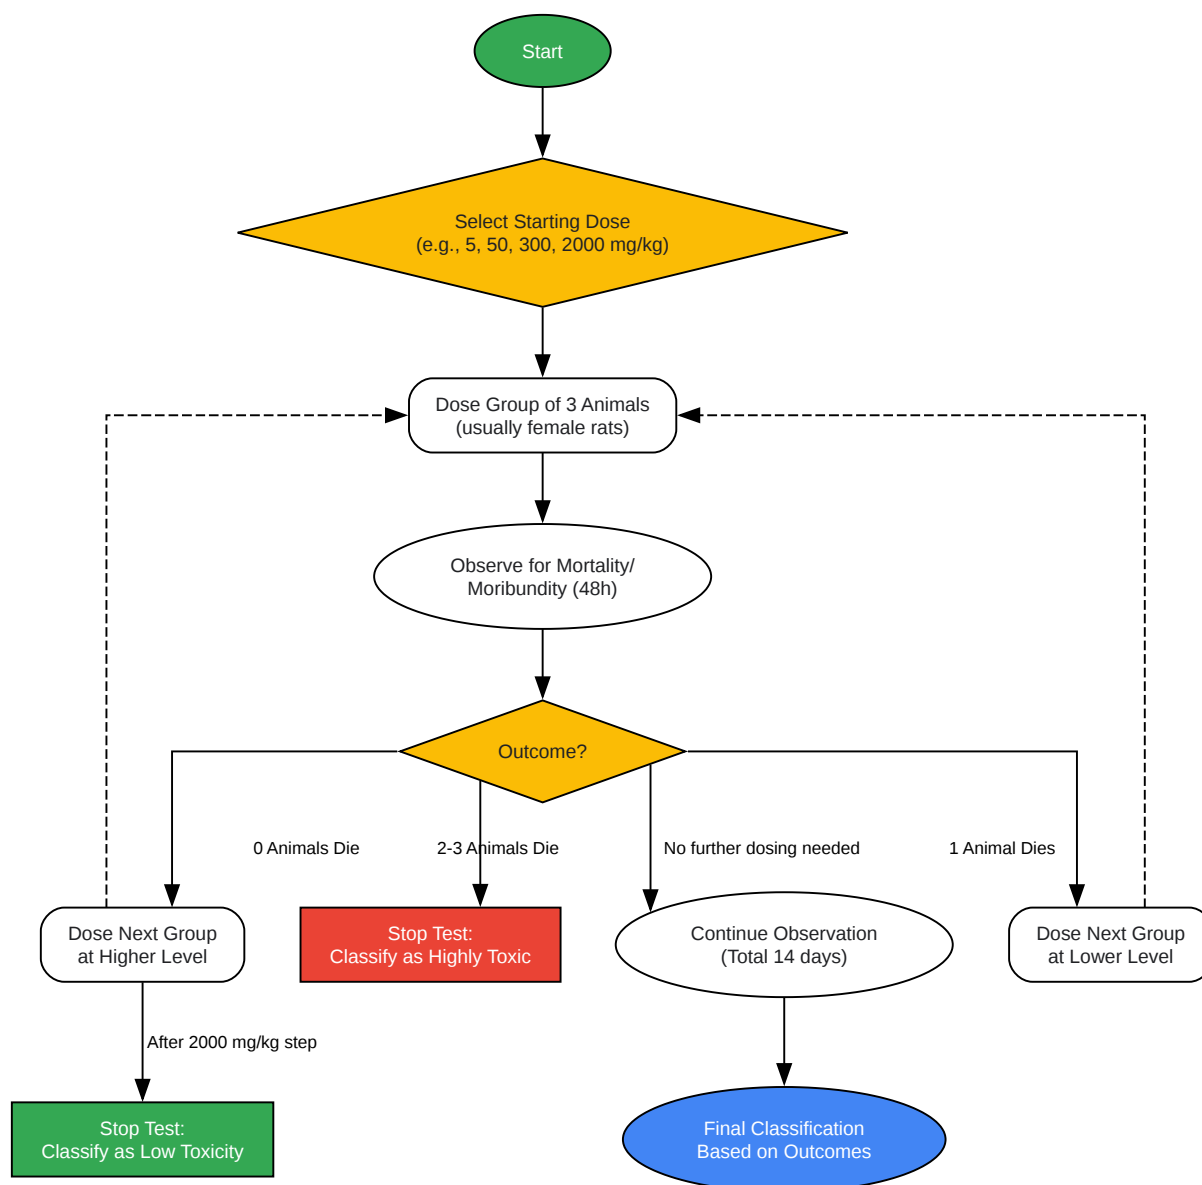 Start
Select Starting Dose
(e.g., 5, 50, 300, 2000 mg/kg)
Dose Group of 3 Animals
(usually female rats)
Observe for Mortality/
Moribundity (48h)
Outcome?
0 Animals Die
2-3 Animals Die
No further dosing needed
1 Animal Dies
Dose Next Group
at Higher Level
Stop Test:
Classify as Highly Toxic
Continue Observation
(Total 14 days)
Dose Next Group
at Lower Level
After 2000 mg/kg step
Stop Test:
Classify as Low Toxicity
Final Classification
Based on Outcomes